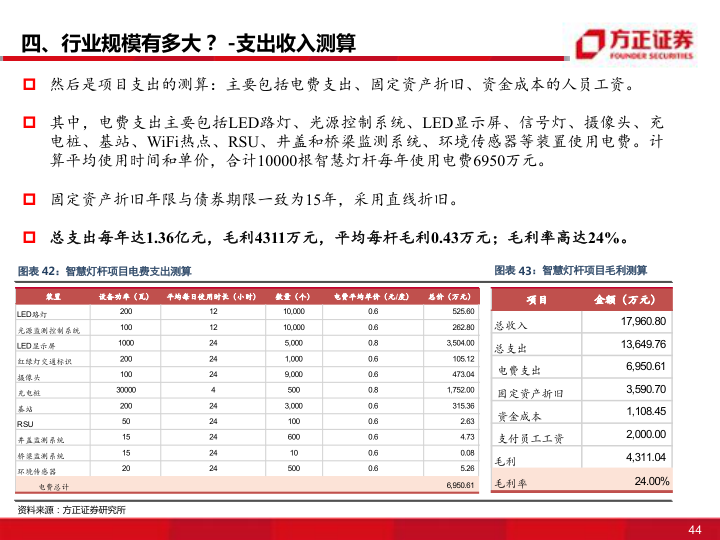 四、行业规模有多大？ -支出收入测算
方正证券
FOUNDER SECURITIES
然后是项目支出的测算：主要包括电费支出、固定资产折旧、资金成本的人员工资。
其中，电费支出主要包括LED路灯、光源控制系统、LED显示屏、信号灯、摄像头、充
电桩、基站、WiFi热点、RSU、井盖和桥梁监测系统、环境传感器等装置使用电费。计
算平均使用时间和单价，合计10000根智慧灯杆每年使用电费6950万元。
固定资产折旧年限与债券期限一致为15年，采用直线折旧。
总支出每年达1.36亿元，毛利4311万元，平均每杆毛利0.43万元；毛利率高达24%。
图表 42：智慧灯杆项目电费支出测算
装置 设备功率（瓦） 平均每日使用时长（小时） 数量（个） 电费平均单价（元/度） 总价（万元）
LED路灯 200 12 10,000 0.6 525.60
光源监测控制系统 100 12 10,000 0.6 262.80
LED显示屏 1000 24 5,000 0.8 3,504.00
红绿灯交通标识 200 24 1,000 0.6 105.12
摄像头 100 24 9,000 0.6 473.04
充电桩 30000 4 500 0.8 1,752.00
基站 200 24 3,000 0.6 315.36
RSU 50 24 100 0.6 2.63
井盖监测系统 15 24 600 0.6 4.73
桥梁监测系统 15 24 10 0.6 0.08
环境传感器 20 24 500 0.6 5.26
电费总计 6,950.61
图表 43：智慧灯杆项目毛利测算
项目 金额（万元）
总收入 17,960.80
总支出 13,649.76
电费支出 6,950.61
固定资产折旧 3,590.70
资金成本 1,108.45
支付员工工资 2,000.00
毛利 4,311.04
毛利率 24.00%
资料来源：方正证券研究所
44